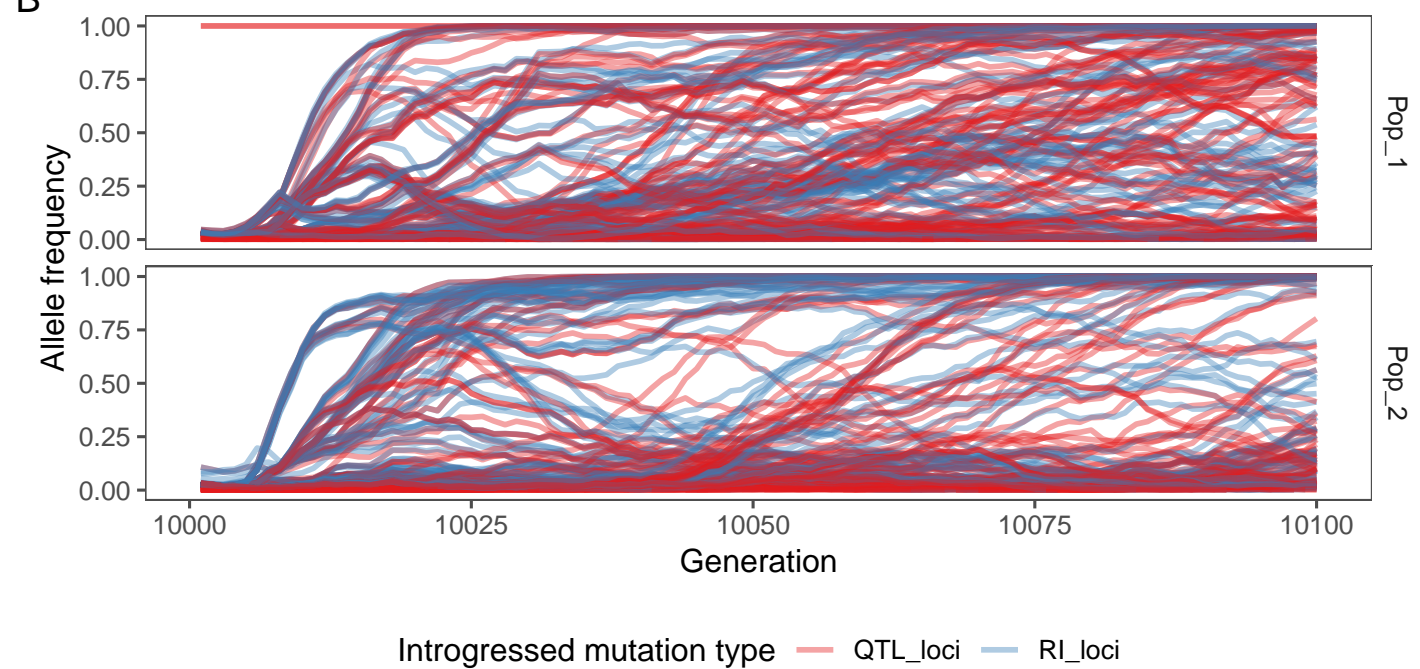 B
1.00
0.75
0.50
0.25
0.00
Pop_1
1.00
0.75
0.50
0.25
0.00
Pop_2
Allele frequency
10000 10025 10050 10075 10100
Generation
Introgressed mutation type QTL_loci RI_loci